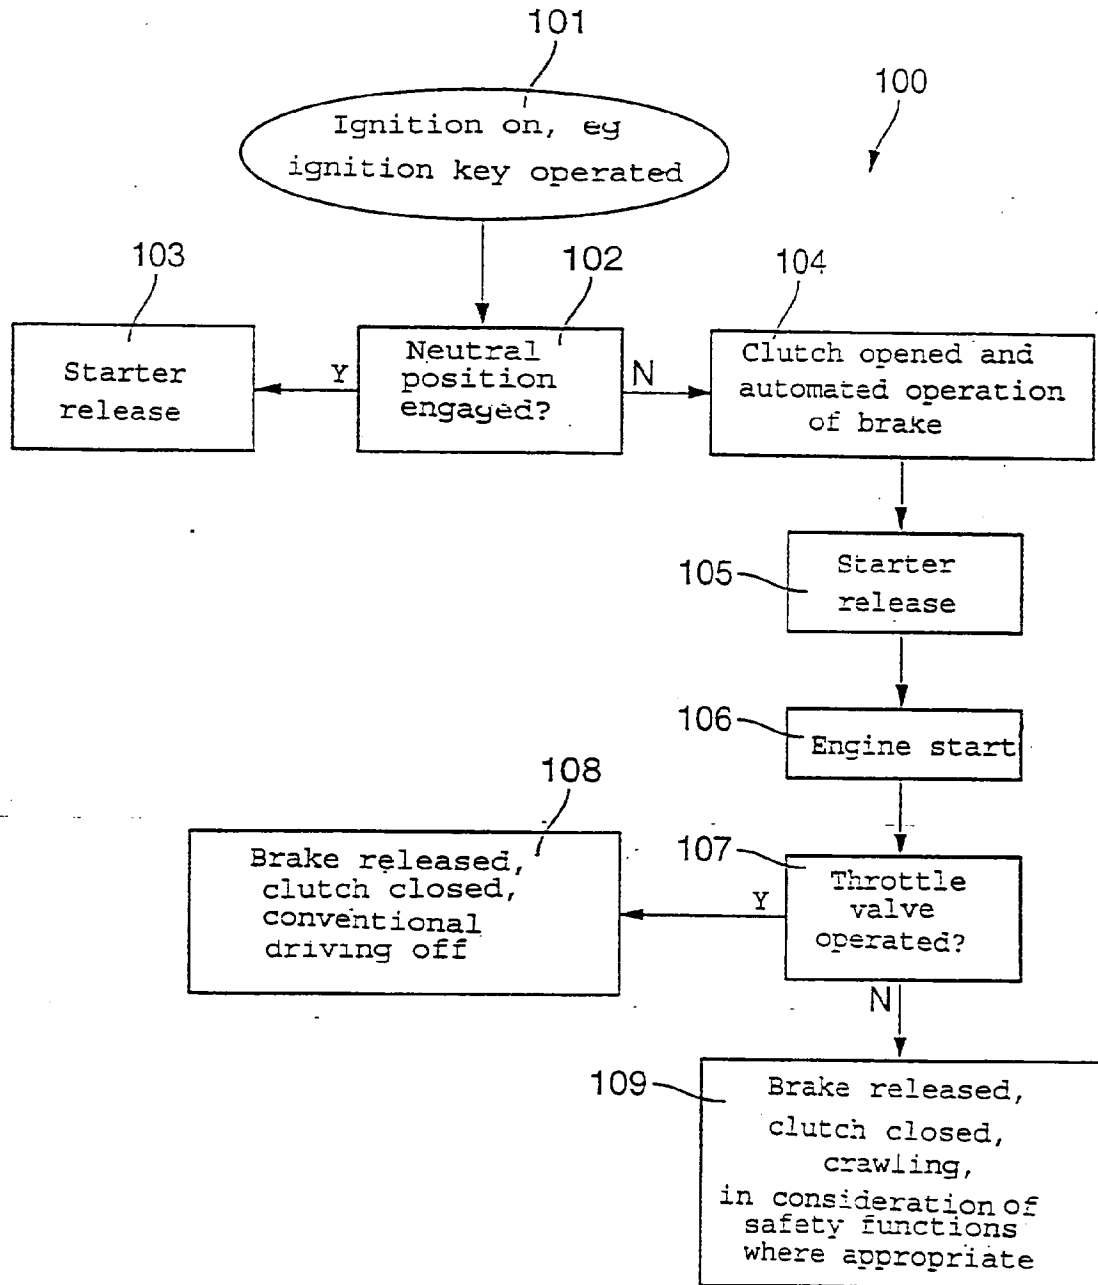 101
100
Ignition on, eg
ignition key operated
103
102
104
Starter
release
Y
Neutral
position
engaged?
N
Clutch opened and
automated operation
of brake
105
Starter
release
106
Engine start
108
Brake released,
clutch closed,
conventional
driving off
Y
107
Throttle
valve
operated?
N
109
Brake released,
clutch closed,
crawling,
in consideration of
safety functions
where appropriate